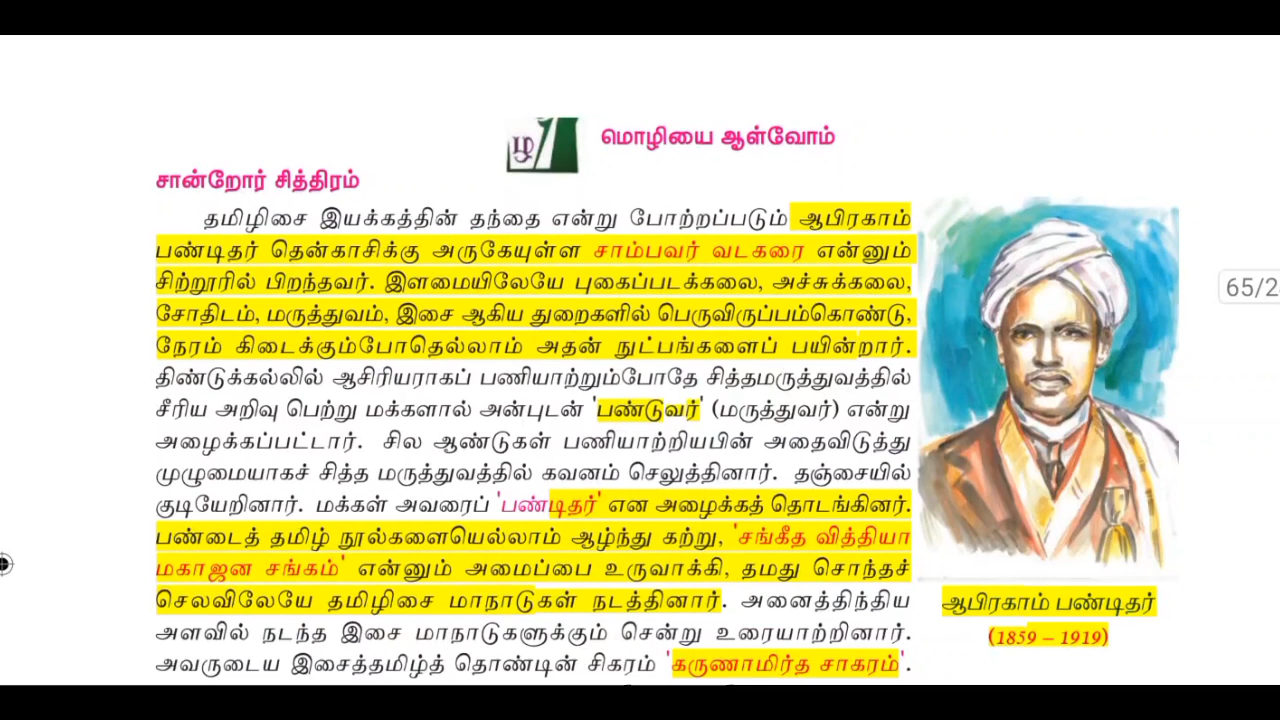 ழ
மொழியை ஆள்வோம்
சான்றோர் சித்திரம்
தமிழிசை இயக்கத்தின் தந்தை என்று போற்றப்படும் ஆபிரகாம்
பண்டிதர் தென்காசிக்கு அருகேயுள்ள சாம்பவர் வடகரை என்னும்
சிற்றூரில் பிறந்தவர். இளமையிலேயே புகைப்படக்கலை, அச்சுக்கலை,
சோதிடம், மருத்துவம், இசை ஆகிய துறைகளில் பெருவிருப்பம்கொண்டு,
நேரம் கிடைக்கும்போதெல்லாம் அதன் நுட்பங்களைப் பயின்றார்.
திண்டுக்கல்லில் ஆசிரியராகப் பணியாற்றும்போதே சித்தமருத்துவத்தில்
சீரிய அறிவு பெற்று மக்களால் அன்புடன் 'பண்டுவர்' (மருத்துவர்) என்று
அழைக்கப்பட்டார். சில ஆண்டுகள் பணியாற்றியபின் அதைவிடுத்து
முழுமையாகச் சித்த மருத்துவத்தில் கவனம் செலுத்தினார். தஞ்சையில்
குடியேறினார். மக்கள் அவரைப் 'பண்டிதர்' என அழைக்கத் தொடங்கினர்.
பண்டைத் தமிழ் நூல்களையெல்லாம் ஆழ்ந்து கற்று, 'சங்கீத வித்தியா
மகாஜன சங்கம்' என்னும் அமைப்பை உருவாக்கி, தமது சொந்தச்
செலவிலேயே தமிழிசை மாநாடுகள் நடத்தினார். அனைத்திந்திய
அளவில் நடந்த இசை மாநாடுகளுக்கும் சென்று உரையாற்றினார்.
அவருடைய இசைத்தமிழ்த் தொண்டின் சிகரம் 'கருணாமிர்த சாகரம்'.
ஆபிரகாம் பண்டிதர்
(1859 – 1919)
65/2